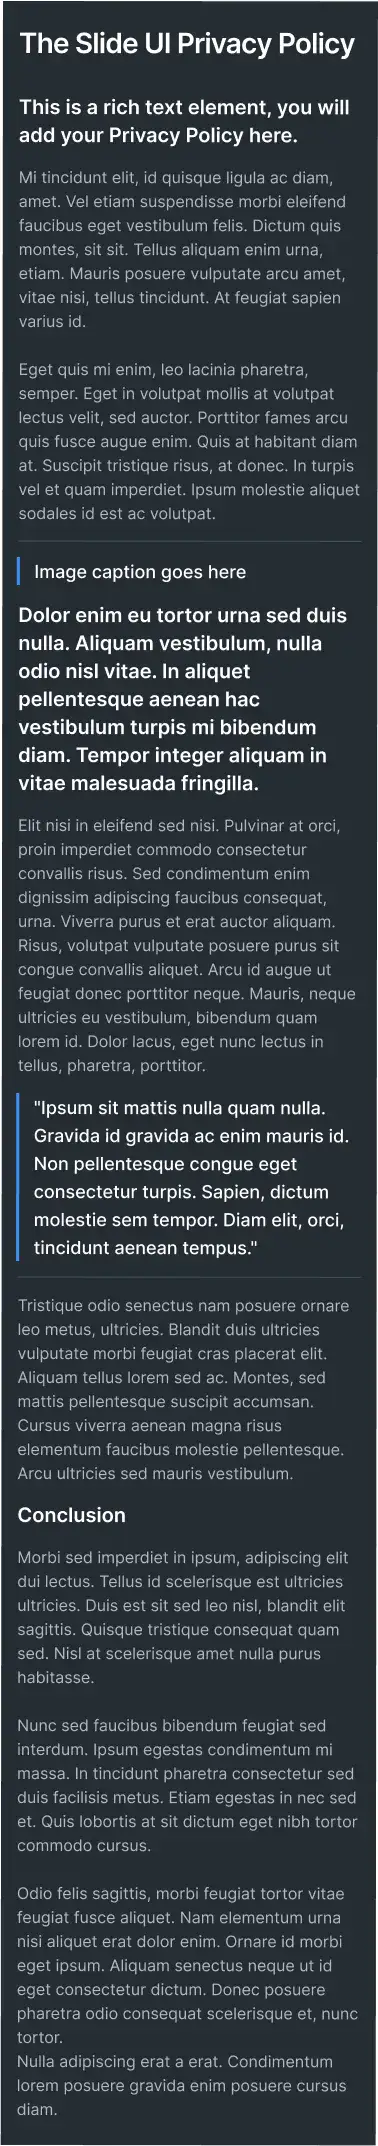 The Slide UI Privacy Policy
This is a rich text element, you will
add your Privacy Policy here.
Mi tincidunt elit, id quisque ligula ac diam,
amet. Vel etiam suspendisse morbi eleifend
faucibus eget vestibulum felis. Dictum quis
montes, sit sit. Tellus aliquam enim urna,
etiam. Mauris posuere vulputate arcu amet,
vitae nisi, tellus tincidunt. At feugiat sapien
varius id.
Eget quis mi enim, leo lacinia pharetra,
semper. Eget in volutpat mollis at volutpat
lectus velit, sed auctor. Porttitor fames arcu
quis fusce augue enim. Quis at habitant diam
at. Suscipit tristique risus, at donec. In turpis
vel et quam imperdiet. Ipsum molestie aliquet
sodales id est ac volutpat.
Image caption goes here
Dolor enim eu tortor urna sed duis
nulla. Aliquam vestibulum, nulla
odio nisl vitae. In aliquet
pellentesque aenean hac
vestibulum turpis mi bibendum
diam. Tempor integer aliquam in
vitae malesuada fringilla.
Elit nisi in eleifend sed nisi. Pulvinar at orci,
proin imperdiet commodo consectetur
convallis risus. Sed condimentum enim
dignissim adipiscing faucibus consequat,
urna. Viverra purus et erat auctor aliquam.
Risus, volutpat vulputate posuere purus sit
congue convallis aliquet. Arcu id augue ut
feugiat donec porttitor neque. Mauris, neque
ultricies eu vestibulum, bibendum quam
lorem id. Dolor lacus, eget nunc lectus in
tellus, pharetra, porttitor.
"Ipsum sit mattis nulla quam nulla.
Gravida id gravida ac enim mauris id.
Non pellentesque congue eget
consectetur turpis. Sapien, dictum
molestie sem tempor. Diam elit, orci,
tincidunt aenean tempus."
Tristique odio senectus nam posuere ornare
leo metus, ultricies. Blandit duis ultricies
vulputate morbi feugiat cras placerat elit.
Aliquam tellus lorem sed ac. Montes, sed
mattis pellentesque suscipit accumsan.
Cursus viverra aenean magna risus
elementum faucibus molestie pellentesque.
Arcu ultricies sed mauris vestibulum.
Conclusion
Morbi sed imperdiet in ipsum, adipiscing elit
dui lectus. Tellus id scelerisque est ultricies
ultricies. Duis est sit sed leo nisl, blandit elit
sagittis. Quisque tristique consequat quam
sed. Nisl at scelerisque amet nulla purus
habitasse.
Nunc sed faucibus bibendum feugiat sed
interdum. Ipsum egestas condimentum mi
massa. In tincidunt pharetra consectetur sed
duis facilisis metus. Etiam egestas in nec sed
et. Quis lobortis at sit dictum eget nibh tortor
commodo cursus.
Odio felis sagittis, morbi feugiat tortor vitae
feugiat fusce aliquet. Nam elementum urna
nisi aliquet erat dolor enim. Ornare id morbi
eget ipsum. Aliquam senectus neque ut id
eget consectetur dictum. Donec posuere
pharetra odio consequat scelerisque et, nunc
tortor.
Nulla adipiscing erat a erat. Condimentum
lorem posuere gravida enim posuere cursus
diam.